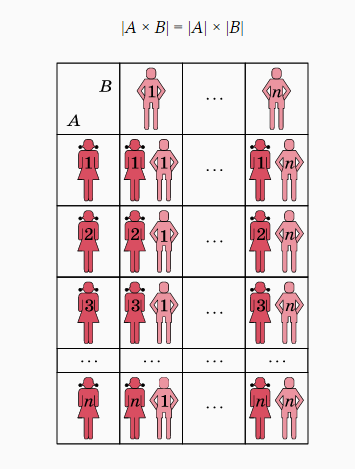 |A × B| = |A| × |B|
B
A
1 ... n
1 1 1 ... 1 n
2 2 1 ... 2 n
3 3 1 ... 3 n
... ... ... ...
n n 1 ... n n